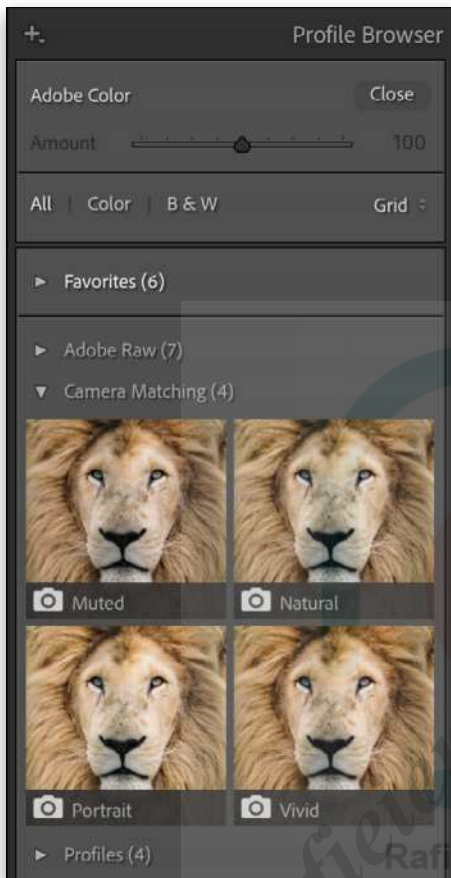 Profile Browser
Adobe Color Close
Amount 100
All | Color | B & W Grid
Favorites (6)
Adobe Raw (7)
Camera Matching (4)
Muted Natural
Portrait Vivid
Profiles (4)